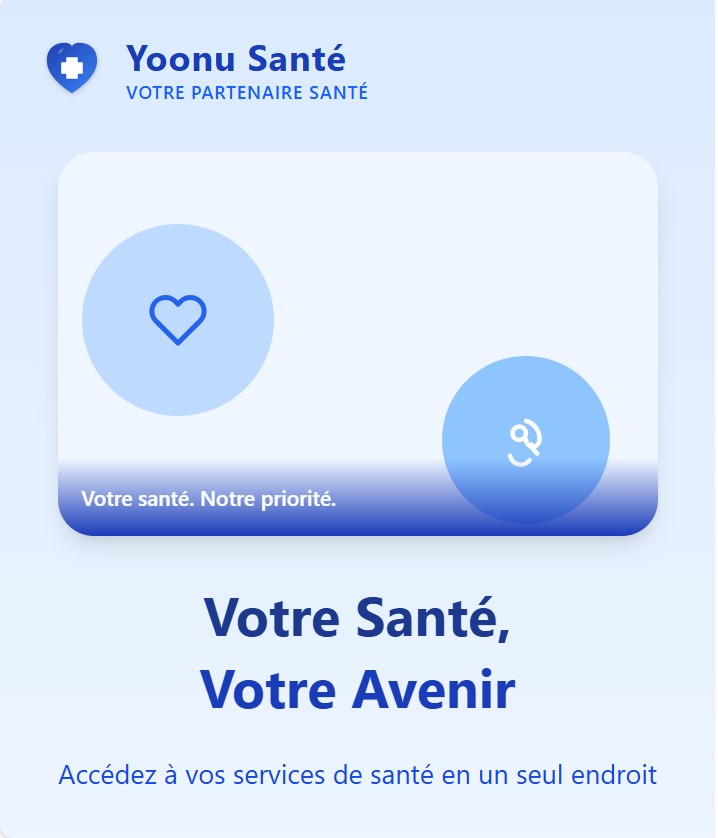 Yoonu Santé
VOTRE PARTENAIRE SANTÉ
Votre santé. Notre priorité.
Votre Santé,
Votre Avenir
Accédez à vos services de santé en un seul endroit